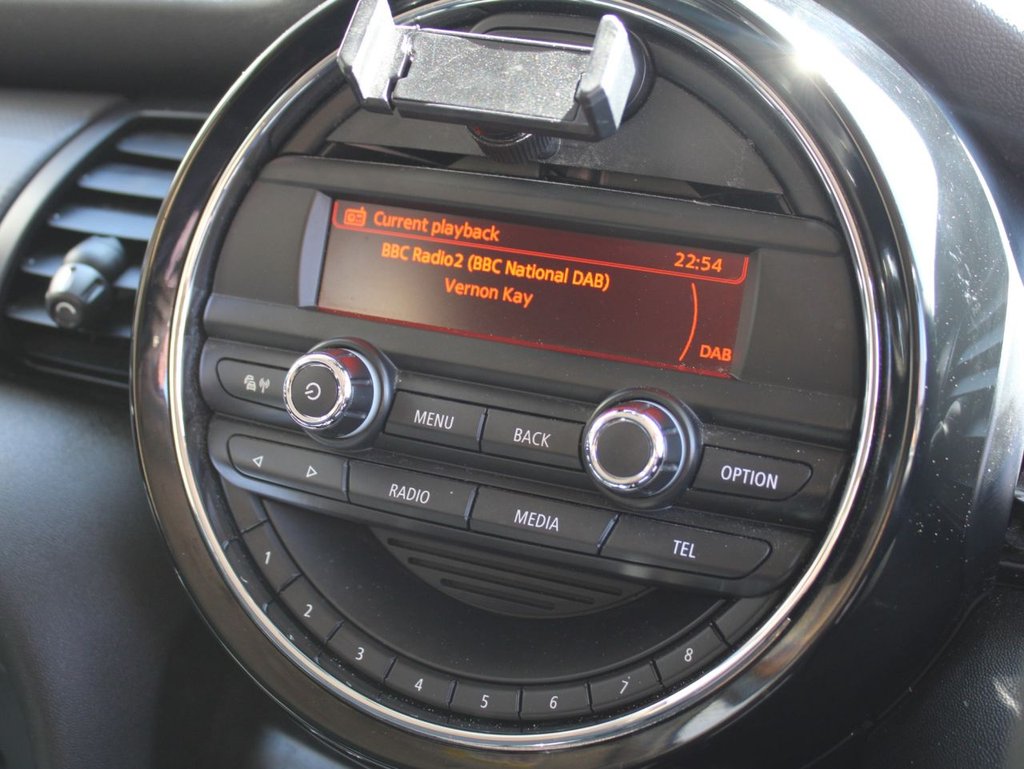 Current playback
22:54
BBC Radio2 (BBC National DAB)
Vernon Kay
DAB
MENU
BACK
OPTION
RADIO
MEDIA
TEL
1
2
3
4
5
6
7
8